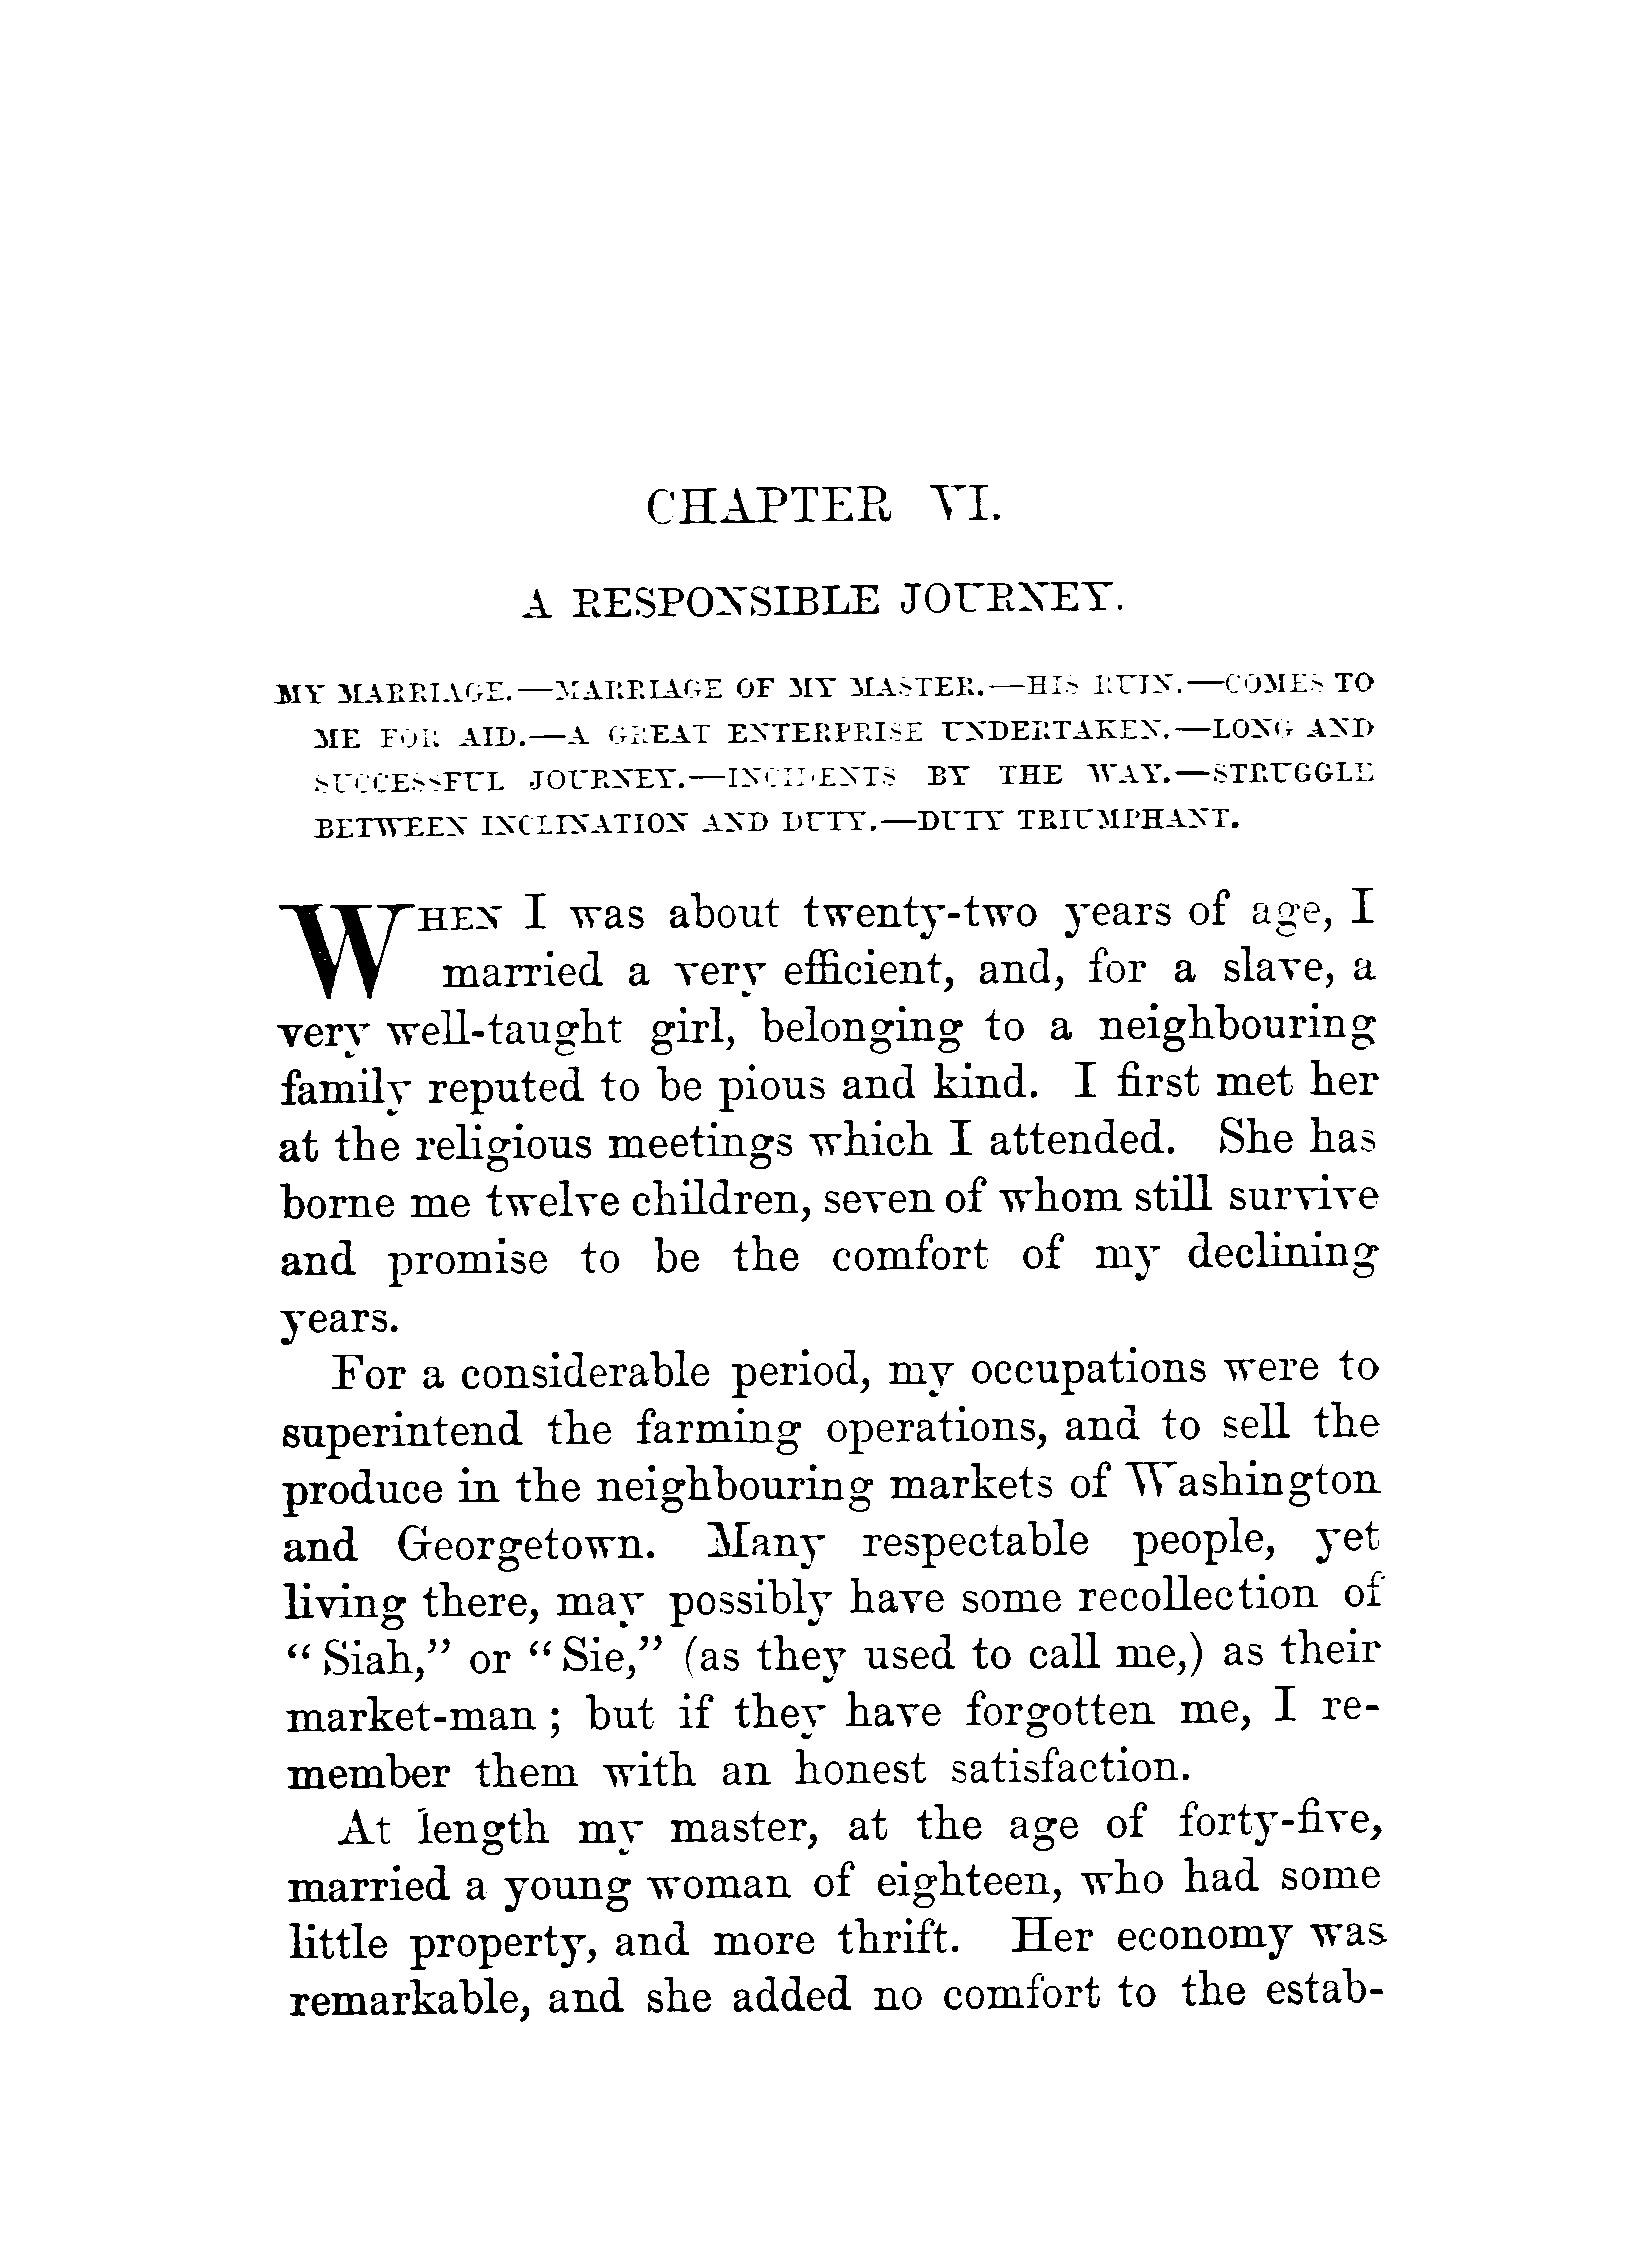 CHAPTER VI.
A RESPONSIBLE JOURNEY.
MY MARRIAGE.—MARRIAGE OF MY MASTER.—HIS RUIN.—COMES TO
ME FOR AID.—A GREAT ENTERPRISE UNDERTAKEN.—LONG AND
SUCCESSFUL JOURNEY.—INCIDENTS BY THE WAY.—STRUGGLE
BETWEEN INCLINATION AND DUTY.—DUTY TRIUMPHANT.
WHEN I was about twenty-two years of age, I
married a very efficient, and, for a slave, a
very well-taught girl, belonging to a neighbouring
family reputed to be pious and kind. I first met her
at the religious meetings which I attended. She has
borne me twelve children, seven of whom still survive
and promise to be the comfort of my declining
years.
For a considerable period, my occupations were to
superintend the farming operations, and to sell the
produce in the neighbouring markets of Washington
and Georgetown. Many respectable people, yet
living there, may possibly have some recollection of
“Siah,” or “Sie,” (as they used to call me,) as their
market-man; but if they have forgotten me, I re-
member them with an honest satisfaction.
At length my master, at the age of forty-five,
married a young woman of eighteen, who had some
little property, and more thrift. Her economy was
remarkable, and she added no comfort to the estab-